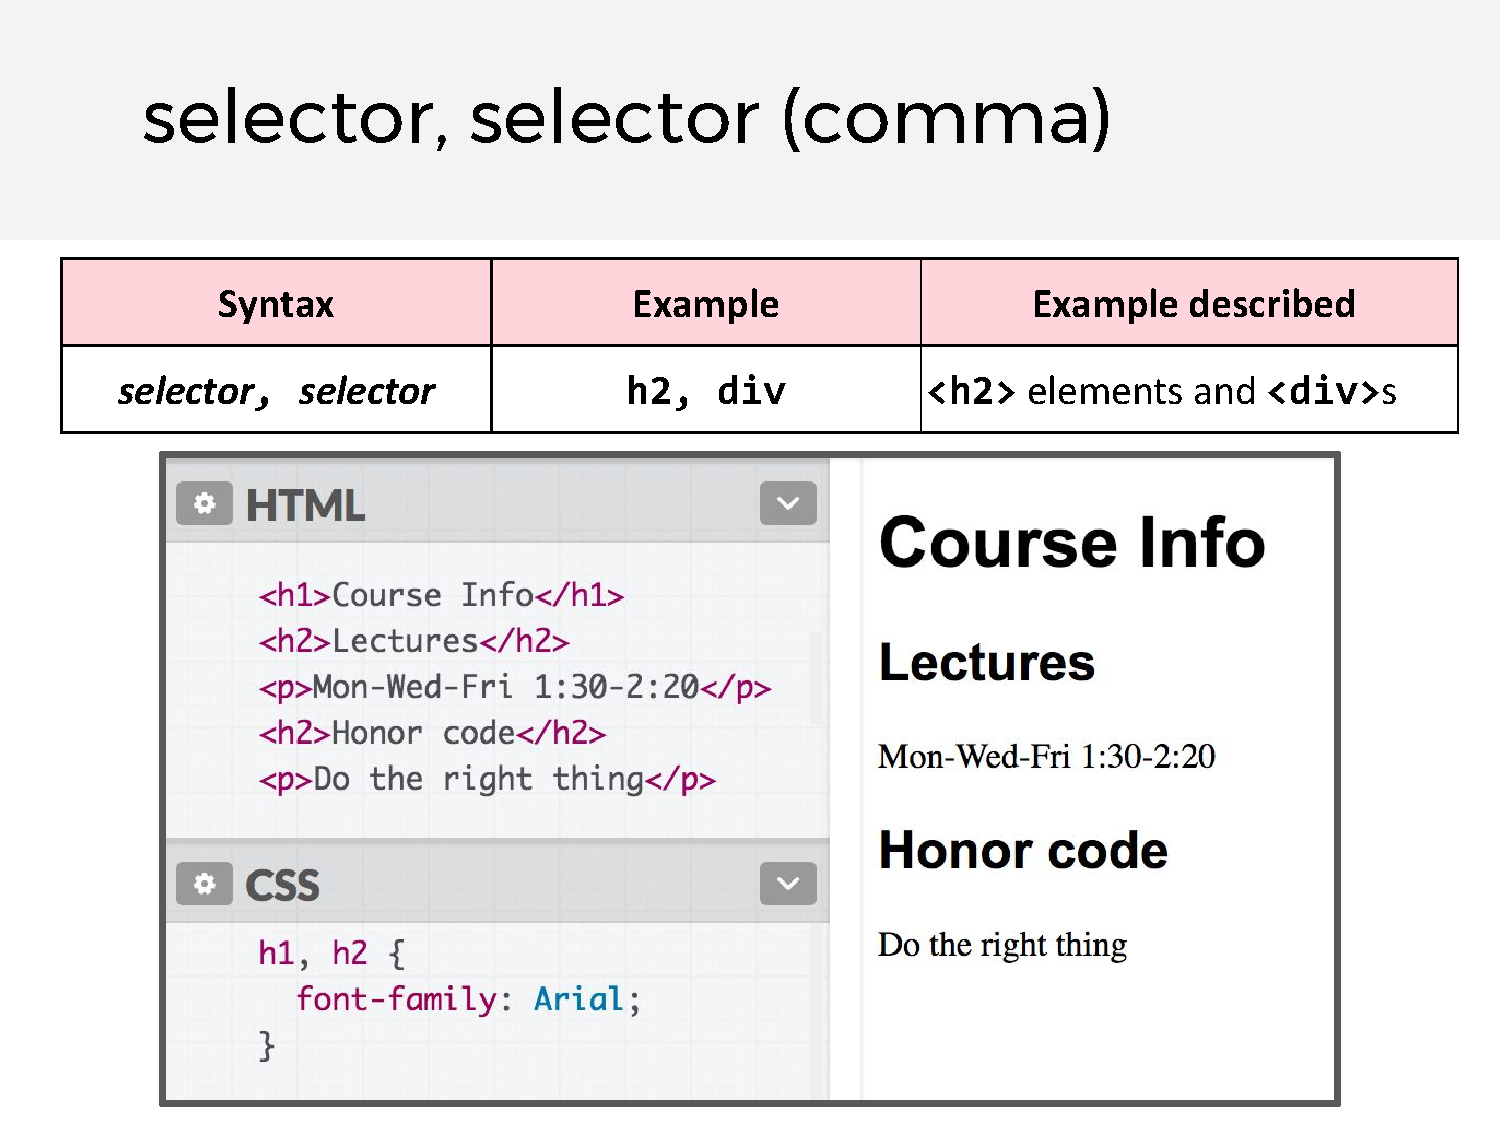 selector, selector (comma)
Syntax Example Example described
selector, selector h2, div <h2> elements and <div>s
HTML
<h1>Course Info</h1>
<h2>Lectures</h2>
<p>Mon-Wed-Fri 1:30-2:20</p>
<h2>Honor code</h2>
<p>Do the right thing</p>
CSS
h1, h2 {
font-family: Arial;
}
Course Info
Lectures
Mon-Wed-Fri 1:30-2:20
Honor code
Do the right thing